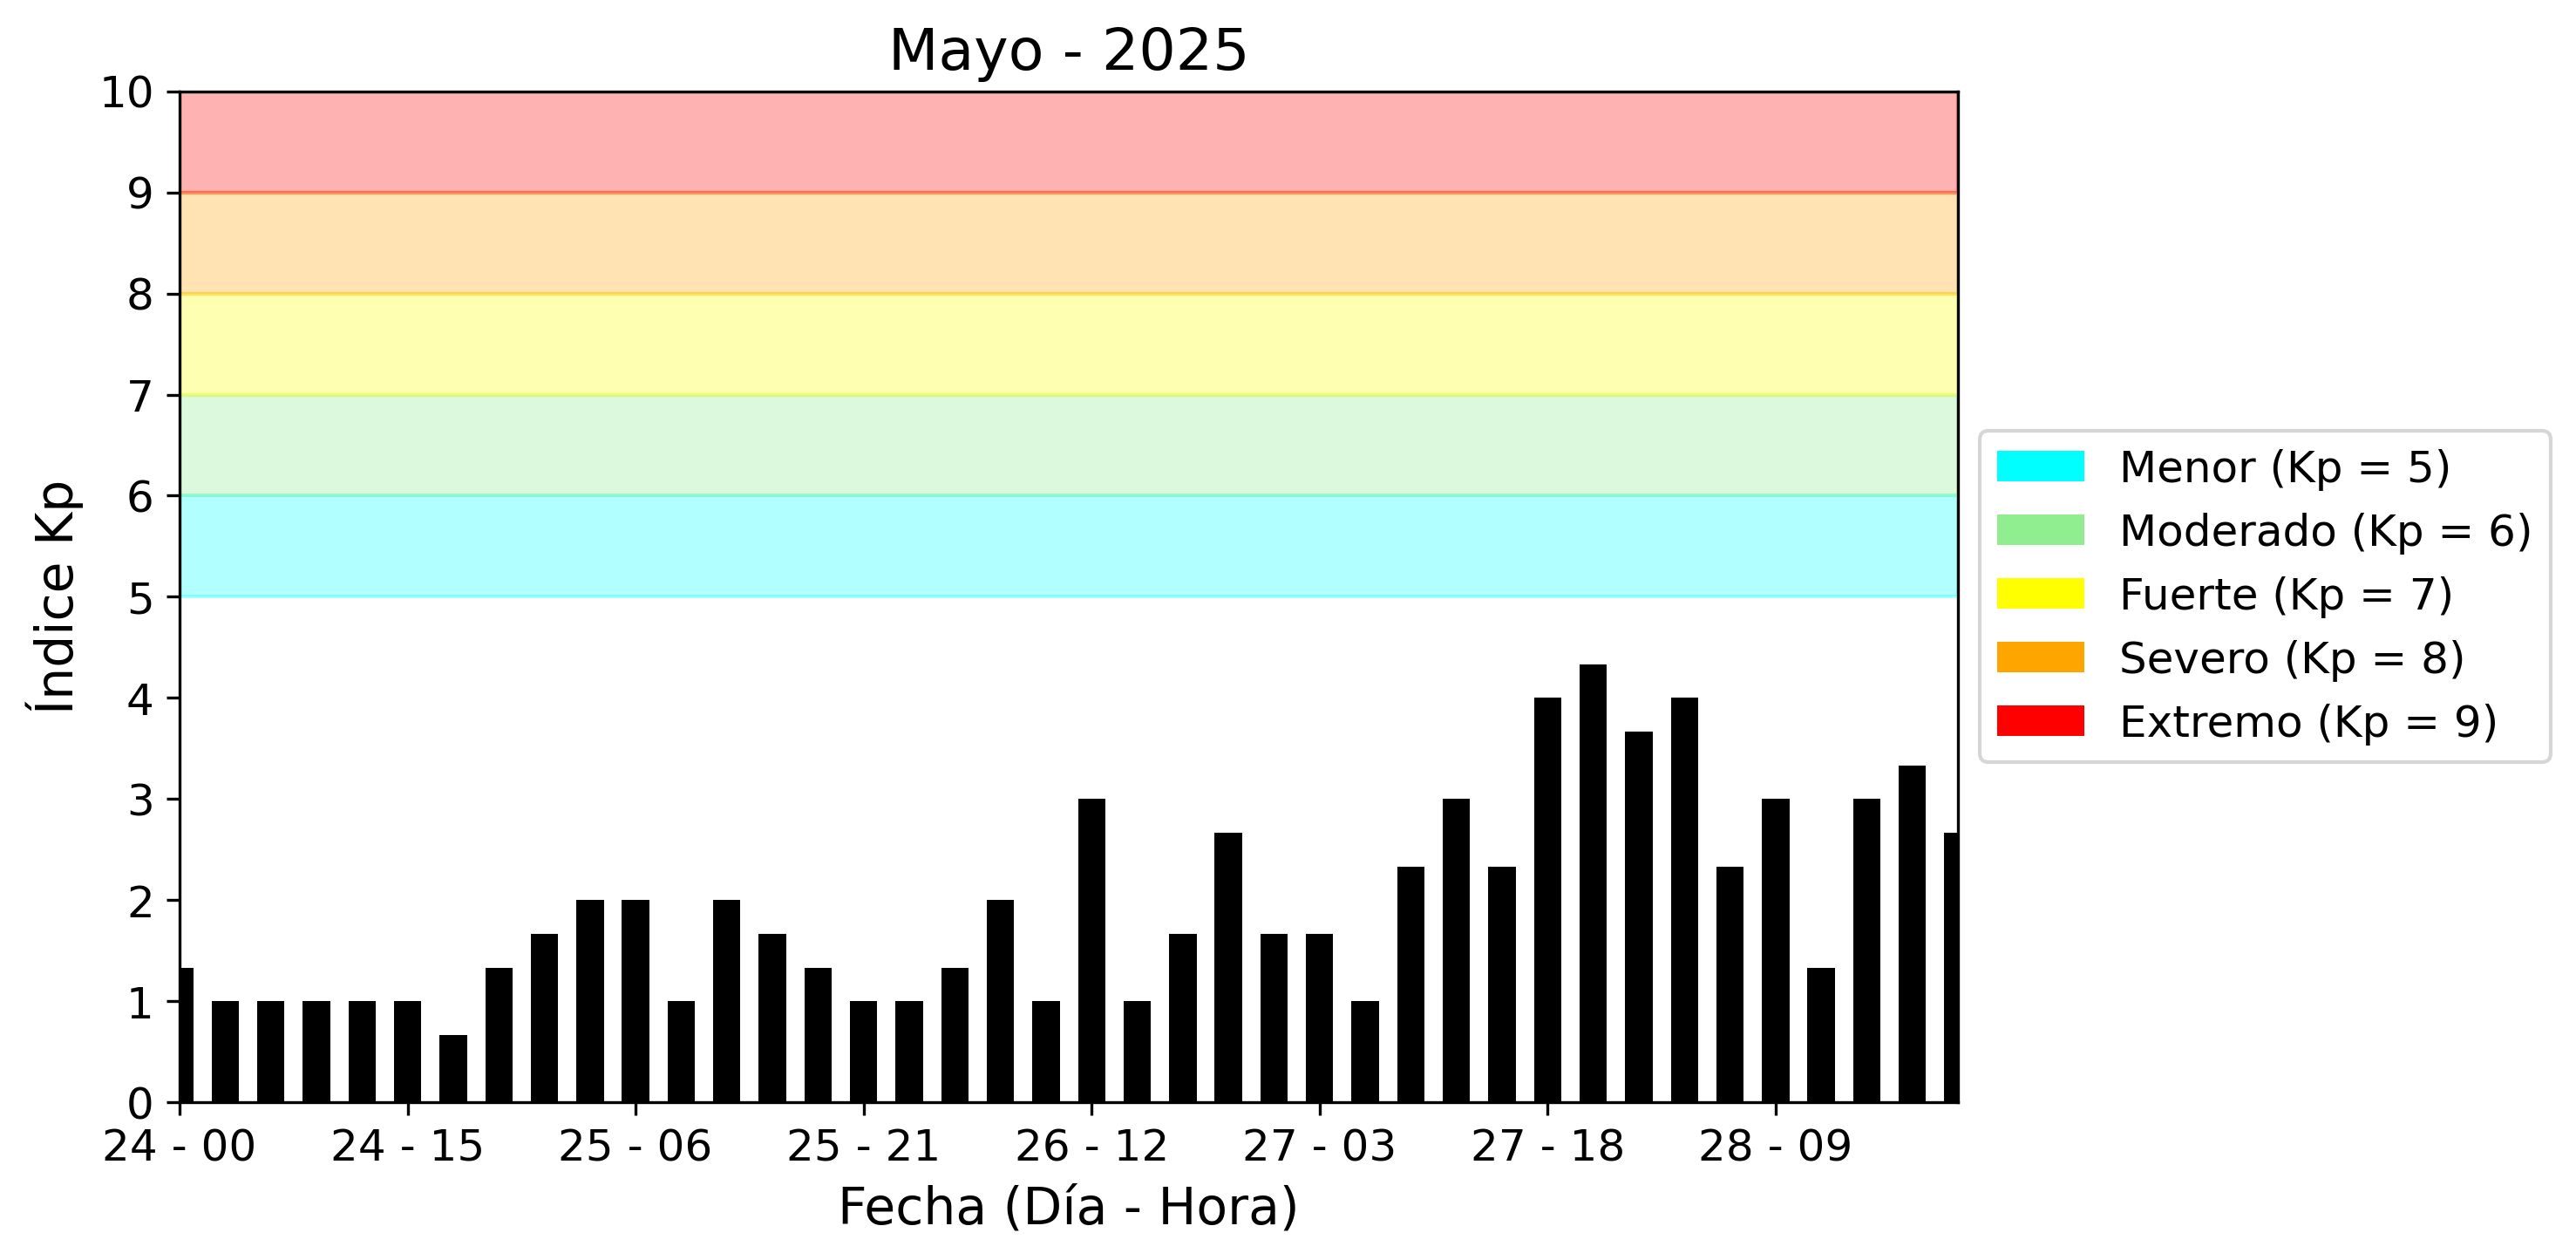 Mayo - 2025
10
9
8
7
6
5
4
3
2
1
0
Índice Kp
24 - 00 24 - 15 25 - 06 25 - 21 26 - 12 27 - 03 27 - 18 28 - 09
Fecha (Día - Hora)
Menor (Kp = 5)
Moderado (Kp = 6)
Fuerte (Kp = 7)
Severo (Kp = 8)
Extremo (Kp = 9)